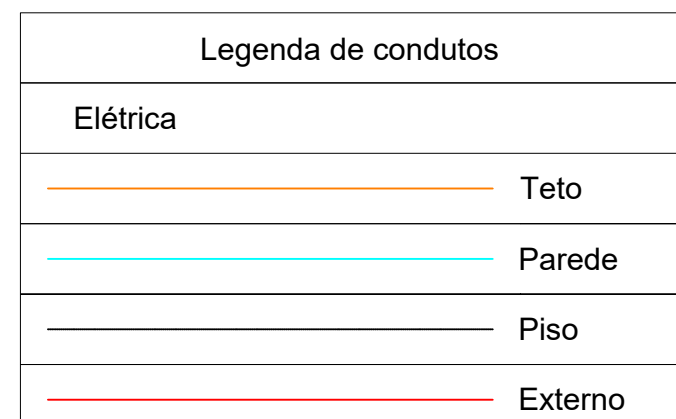 Legenda de condutos
Elétrica
Teto
Parede
Piso
Externo